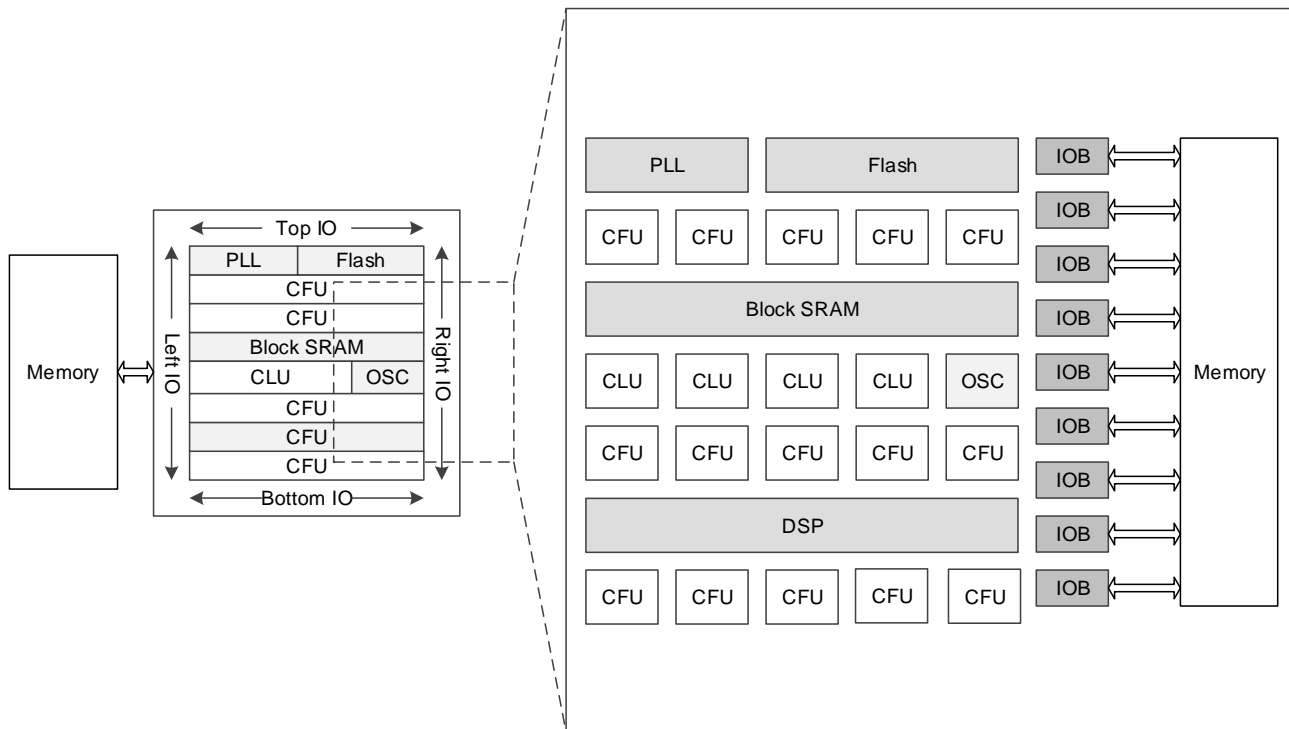 Memory
Top IO
Left IO
Right IO
Bottom IO
PLL Flash
CFU
CFU
Block SRAM
CLU OSC
CFU
CFU
CFU
PLL Flash
CFU CFU CFU CFU CFU
Block SRAM
CLU CLU CLU CLU OSC
CFU CFU CFU CFU CFU
DSP
CFU CFU CFU CFU CFU
IOB
IOB
IOB
IOB
IOB
IOB
IOB
IOB
IOB
Memory